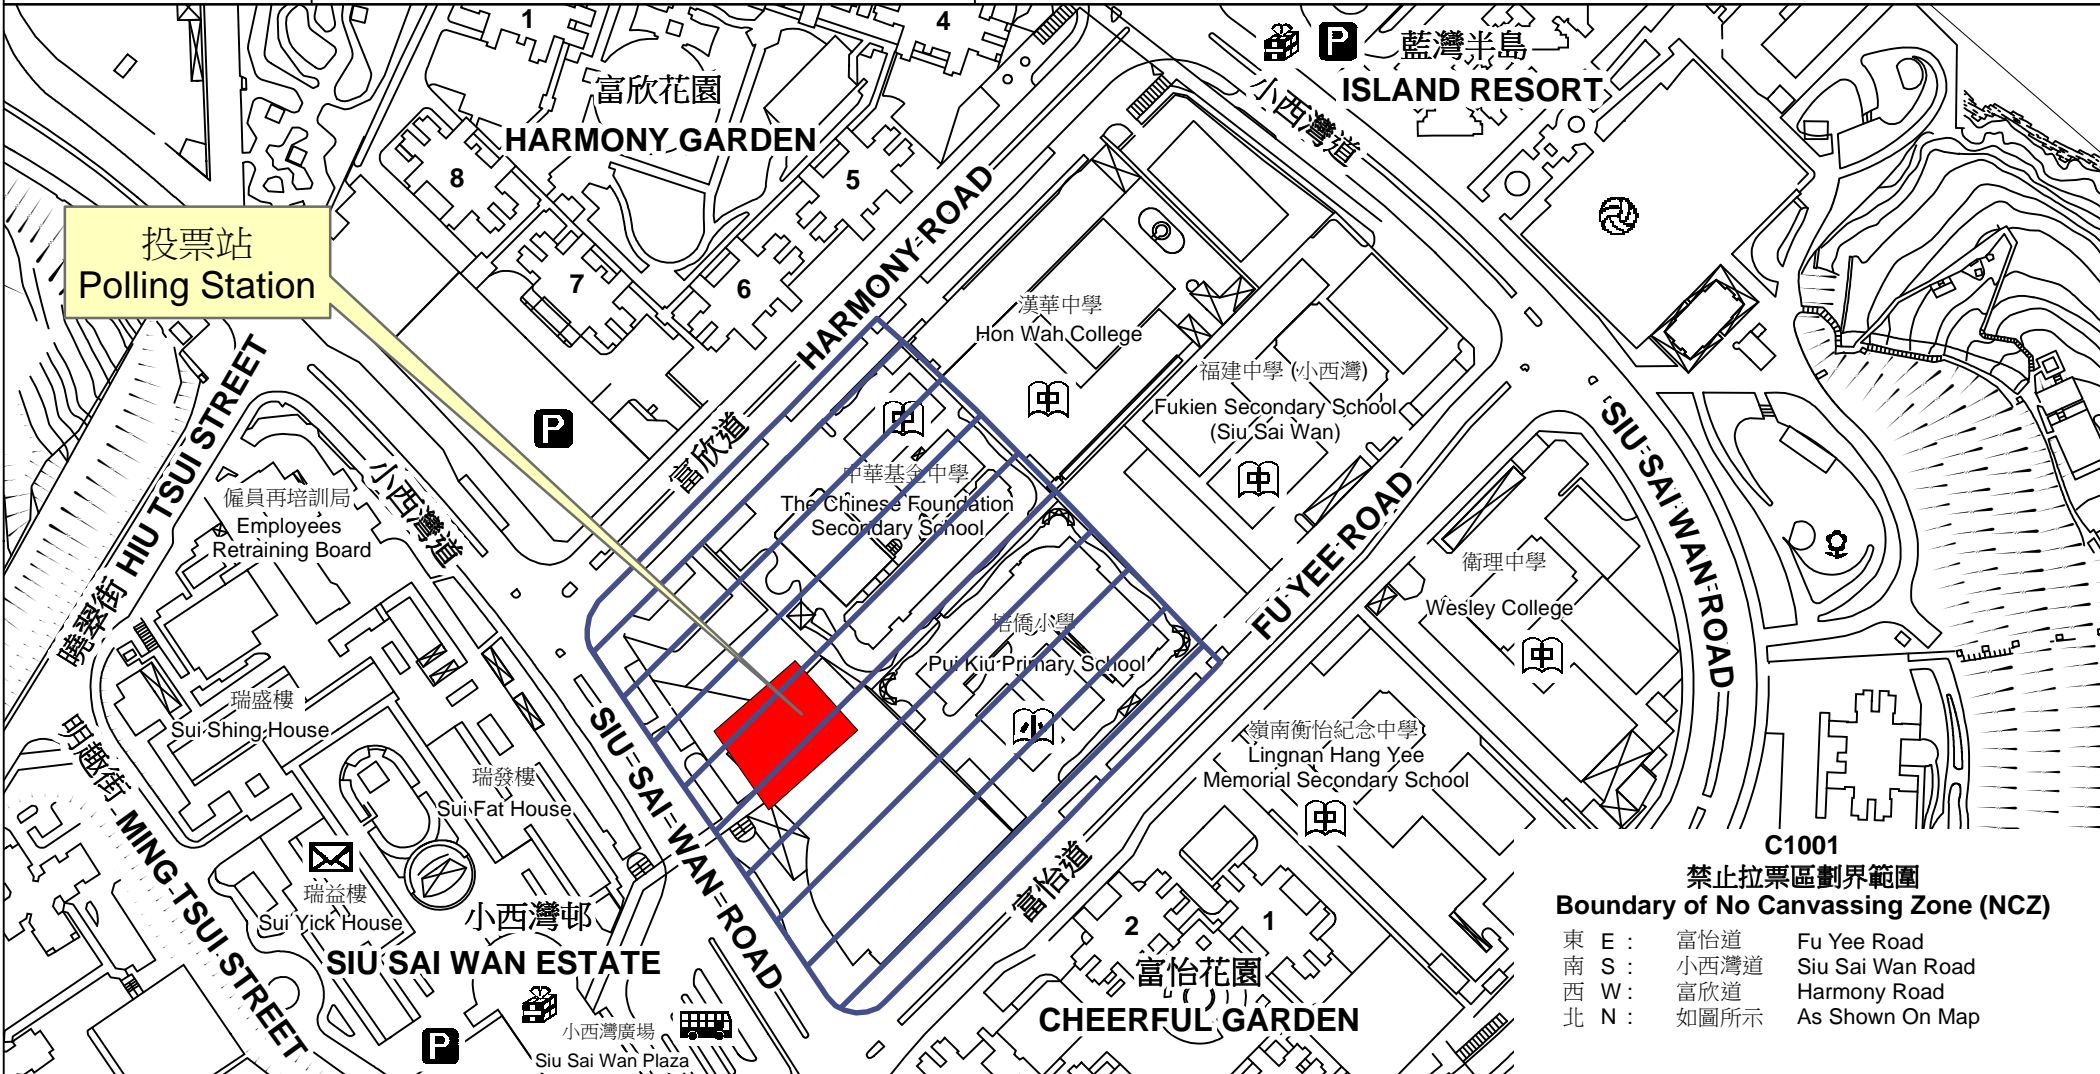 1
4
藍灣半島
ISLAND RESORT
P
富欣花園
HARMONY GARDEN
小西灣道
8
5
7
6
投票站
Polling Station
HARMONY ROAD
富欣道
漢華中學
Hon Wah College
中
福建中學 (小西灣)
Fukien Secondary School
(Siu Sai Wan)
中
P
中
中華基金中學
The Chinese Foundation
Secondary School
曉翠街 HIU TSUI STREET
小西灣道
僱員再培訓局
Employees
Retraining Board
SIU SAI WAN ROAD
FU YEE ROAD
衛理中學
Wesley College
中
培僑小學
Pui Kiu Primary School
小
瑞盛樓
Sui Shing House
明趣街 MING TSUI STREET
瑞發樓
Sui Fat House
SIU SAI WAN ROAD
嶺南衡怡紀念中學
Lingnan Hang Yee
Memorial Secondary School
中
瑞益樓
Sui Yick House
小西灣邨
SIU SAI WAN ESTATE
富怡道
2
1
富怡花園
CHEERFUL GARDEN
P
小西灣廣場
Siu Sai Wan Plaza
C1001
禁止拉票區劃界範圍
Boundary of No Canvassing Zone (NCZ)
東 E : 富怡道 Fu Yee Road
南 S : 小西灣道 Siu Sai Wan Road
西 W : 富欣道 Harmony Road
北 N : 如圖所示 As Shown On Map